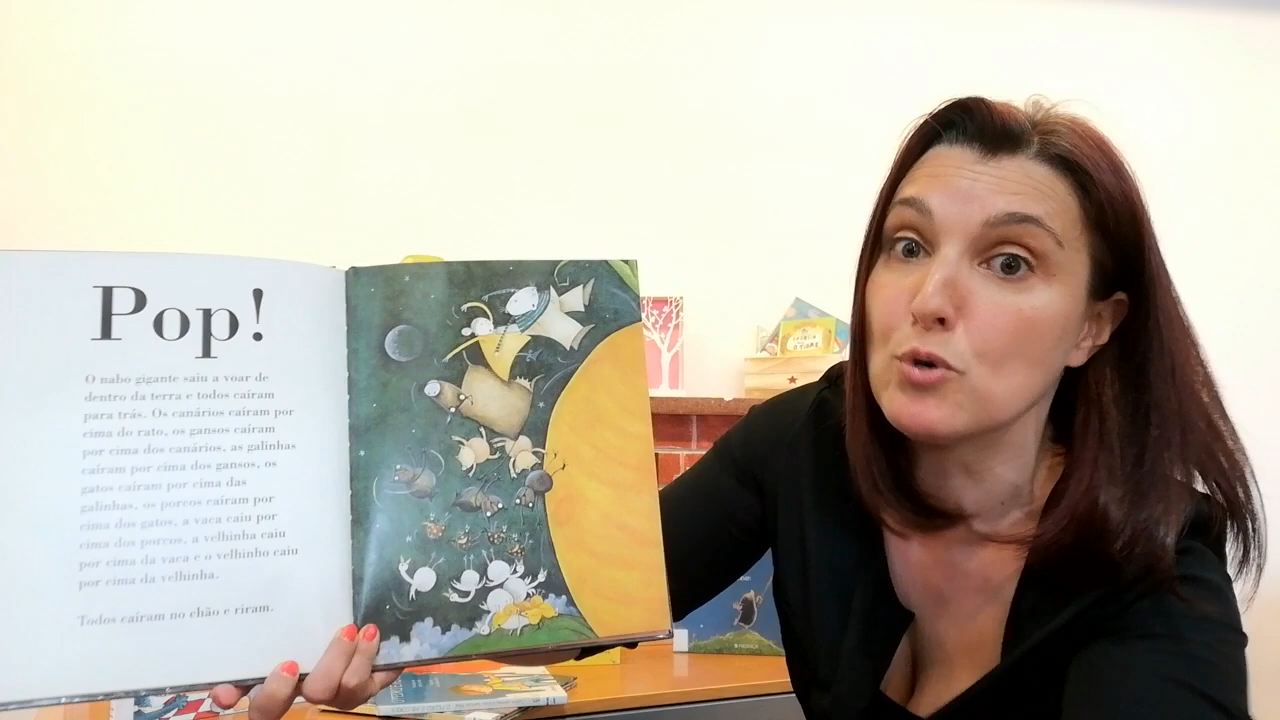 Pop!
O nabo gigante saiu a voar de
dentro da terra e todos caíram
para trás. Os canários caíram por
cima do rato, os gansos caíram
por cima dos canários, as galinhas
caíram por cima dos gansos, os
gatos caíram por cima das
galinhas, os porcos caíram por
cima dos gatos, a vaca caiu por
cima dos porcos, a velhinha caiu
por cima da vaca e o velhinho caiu
por cima da velhinha.
Todos caíram no chão e riram.